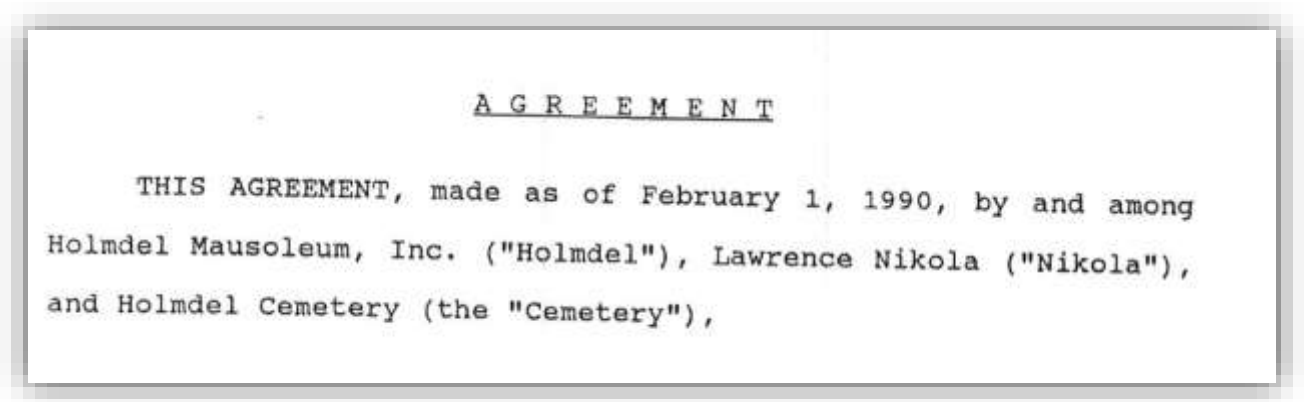 A G R E E M E N T
THIS AGREEMENT, made as of February 1, 1990, by and among
Holmdel Mausoleum, Inc. ("Holmdel"), Lawrence Nikola ("Nikola"),
and Holmdel Cemetery (the "Cemetery"),